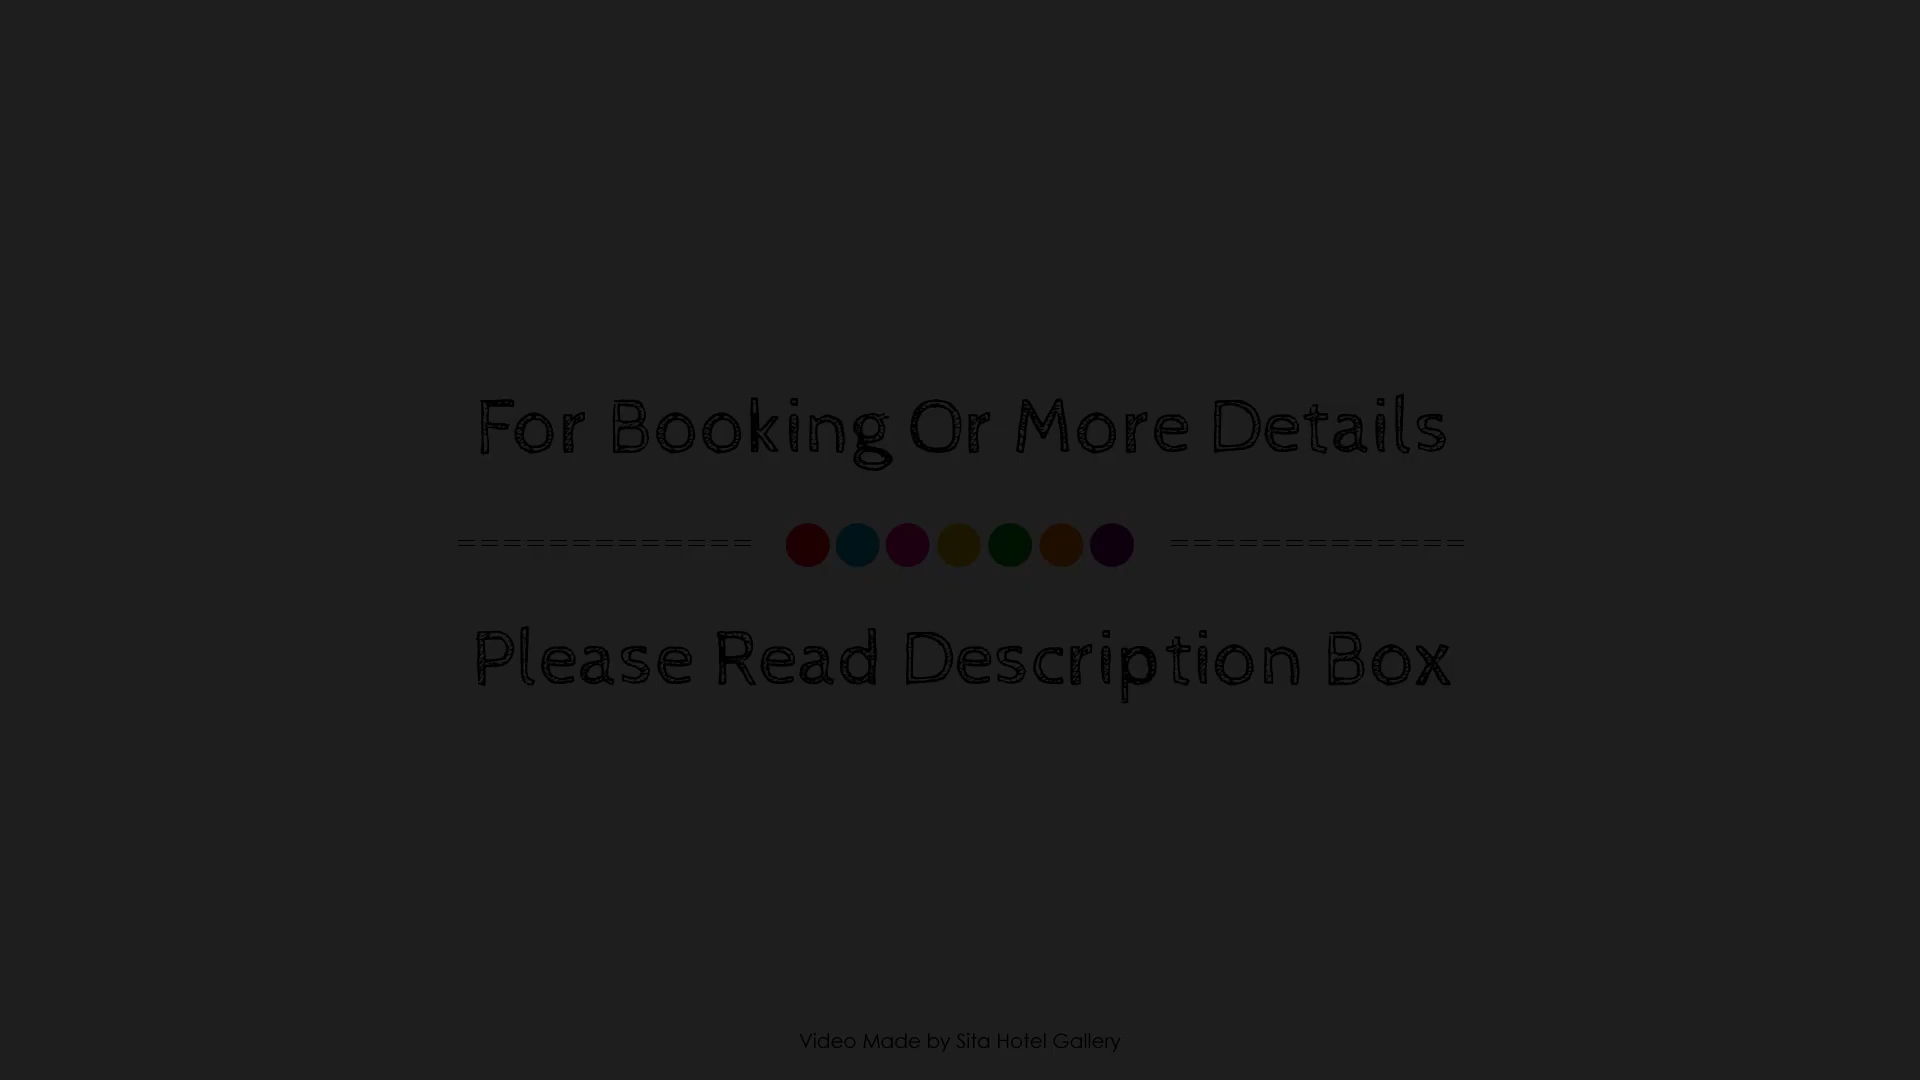 For Booking Or More Details
============= =============
Please Read Description Box
Video Made by Sita Hotel Gallery